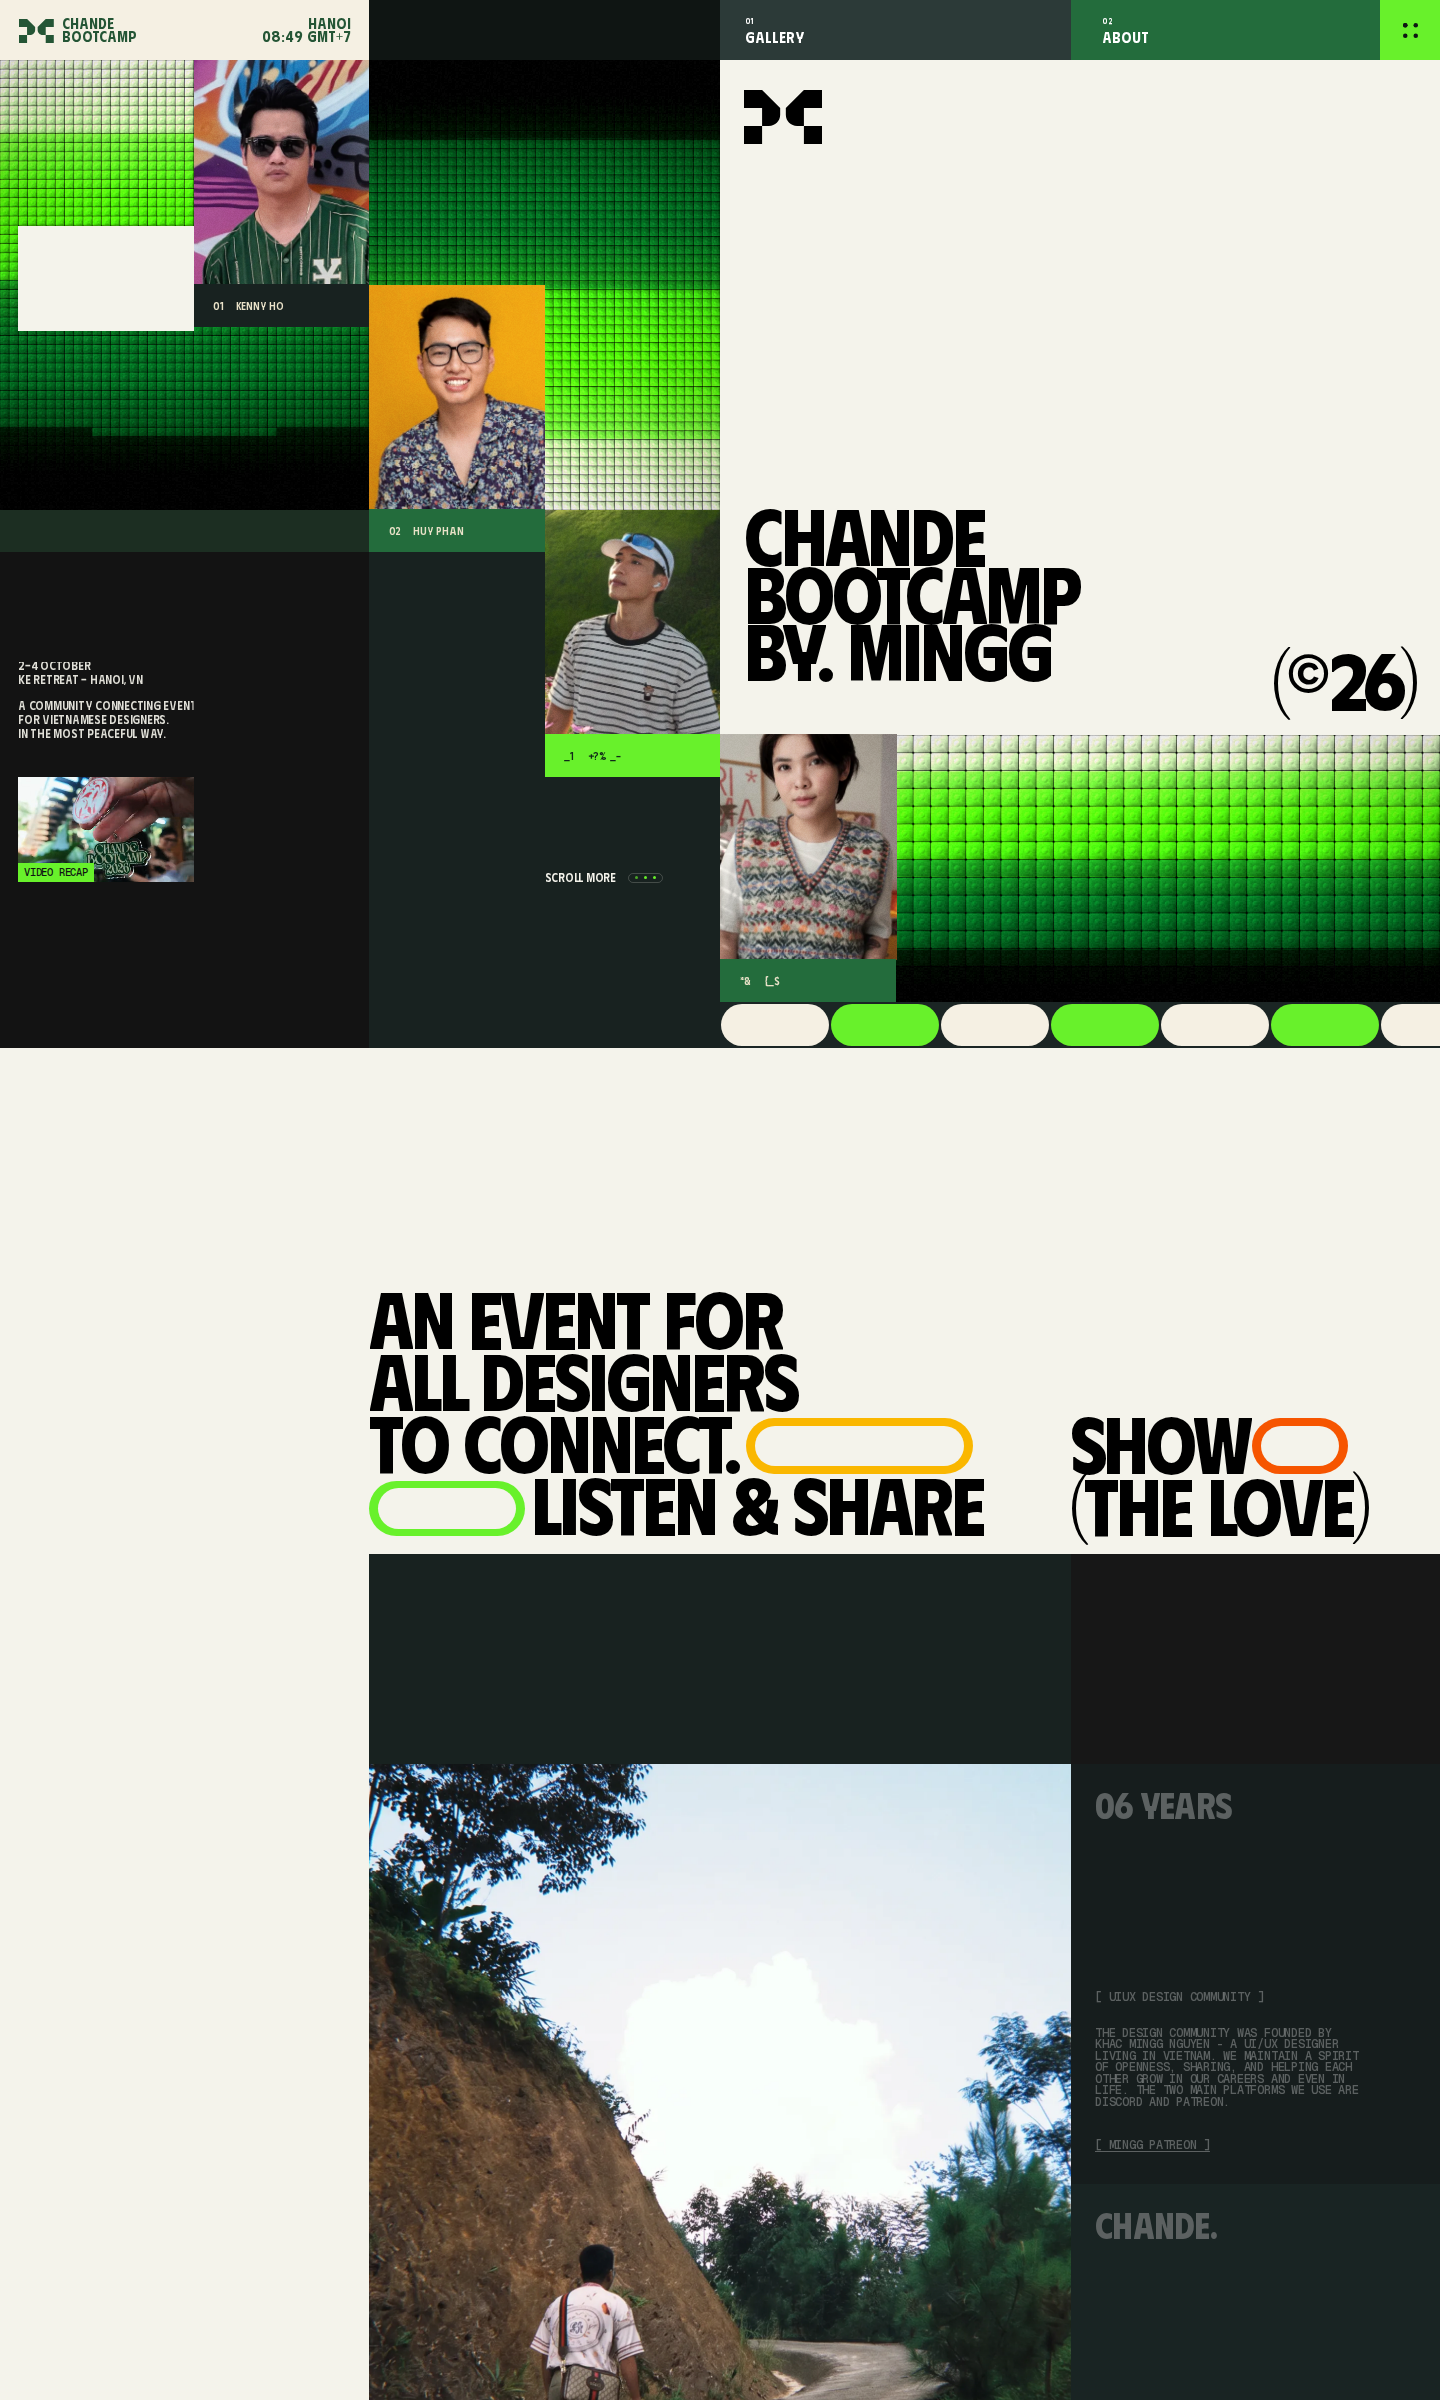 CHANDE
BOOTCAMP
HANOI
08:49 GMT+7
01
GALLERY
02
ABOUT
01 KENNY HO
02 HUY PHAN
CHANDE
BOOTCAMP
BY. MINGG
(©26)
2–4 OCTOBER
KE RETREAT – HANOI, VN
A COMMUNITY CONNECTING EVENT
FOR VIETNAMESE DESIGNERS.
IN THE MOST PEACEFUL WAY.
_1 +?% _-
CHANDE
BOOTCAMP
2026
VIDEO RECAP
SCROLL MORE
"& [_S
AN EVENT FOR
ALL DESIGNERS
TO CONNECT.
LISTEN & SHARE
SHOW
(THE LOVE)
06 YEARS
[ UIUX DESIGN COMMUNITY ]
THE DESIGN COMMUNITY WAS FOUNDED BY
KHAC MINGG NGUYEN - A UI/UX DESIGNER
LIVING IN VIETNAM. WE MAINTAIN A SPIRIT
OF OPENNESS, SHARING, AND HELPING EACH
OTHER GROW IN OUR CAREERS AND EVEN IN
LIFE. THE TWO MAIN PLATFORMS WE USE ARE
DISCORD AND PATREON.
[ MINGG PATREON ]
CHANDE.